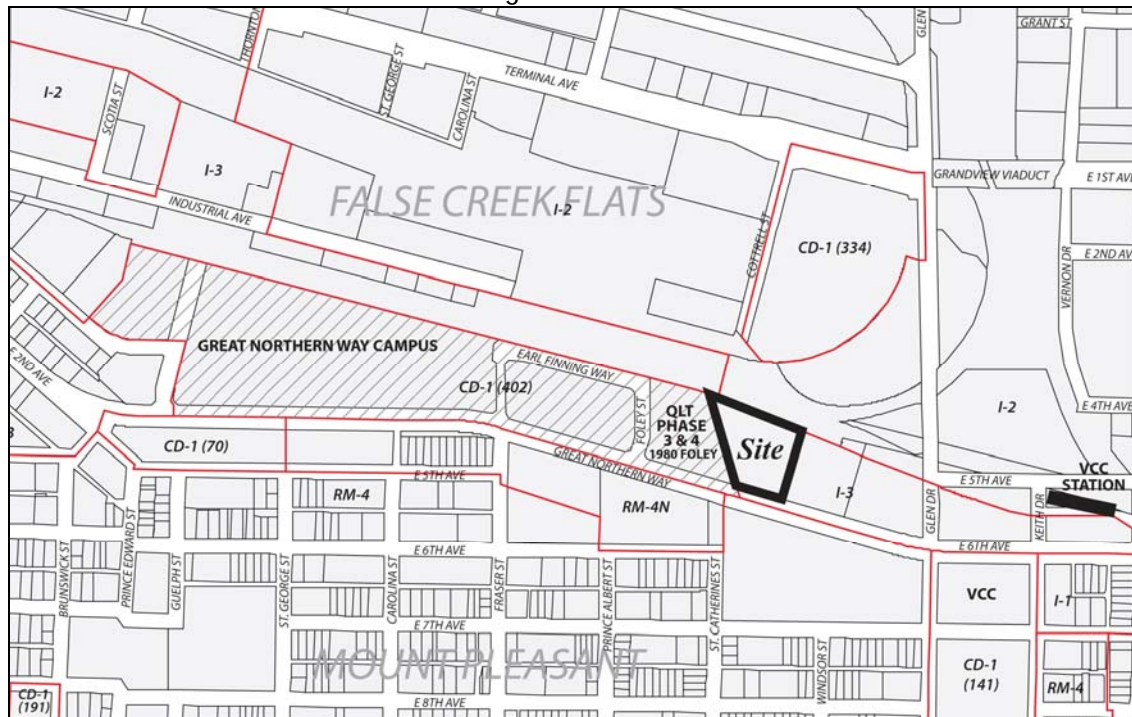 GRANT ST
GLEN
THORNTON
ST. GEORGE ST
CAROLINA ST
TERMINAL AVE
I-2
SCOTIA ST
I-3
GRANDVIEW VIADUCT
E 1ST AVE
FALSE CREEK FLATS
I-2
INDUSTRIAL AVE
COTTRELL ST
CD-1 (334)
VERNON DR
E 2ND AV
GREAT NORTHERN WAY CAMPUS
EARL FINNING WAY
E 2ND AVE
CD-1 (402)
FOLEY ST
QLT
PHASE
3 & 4
1980 FOLEY
Site
I-2
E 4TH AVE
CD-1 (70)
GREAT NORTHERN WAY
VCC
STATION
E 5TH AVE
I-3
GLEN DR
E 5TH AVE
KEITH DR
RM-4
RM-4N
E 6TH AVE
E 6TH AVE
BRUNSWICK ST
PRINCE EDWARD ST
GUELPH ST
ST. GEORGE ST
CAROLINA ST
FRASER ST
PRINCE ALBERT ST
ST. CATHERINES ST
WINDSOR ST
VCC
I-1
E 7TH AVE
MOUNT PLEASANT
CD-1
(141)
RM-4
CD-1
(191)
E 8TH AVE